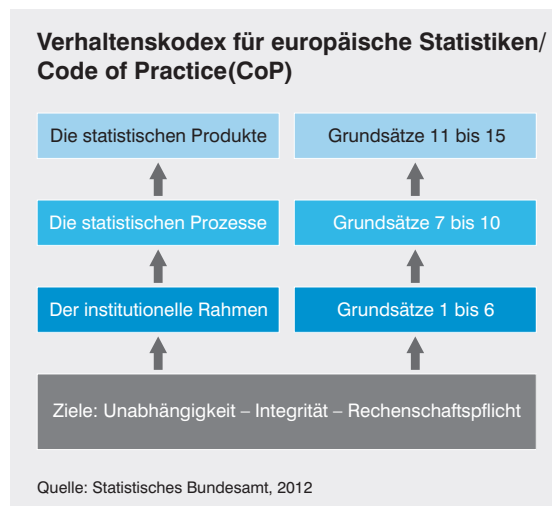 Verhaltenskodex für europäische Statistiken/
Code of Practice(CoP)
Die statistischen Produkte
Grundsätze 11 bis 15
Die statistischen Prozesse
Grundsätze 7 bis 10
Der institutionelle Rahmen
Grundsätze 1 bis 6
Ziele: Unabhängigkeit – Integrität – Rechenschaftspflicht
Quelle: Statistisches Bundesamt, 2012